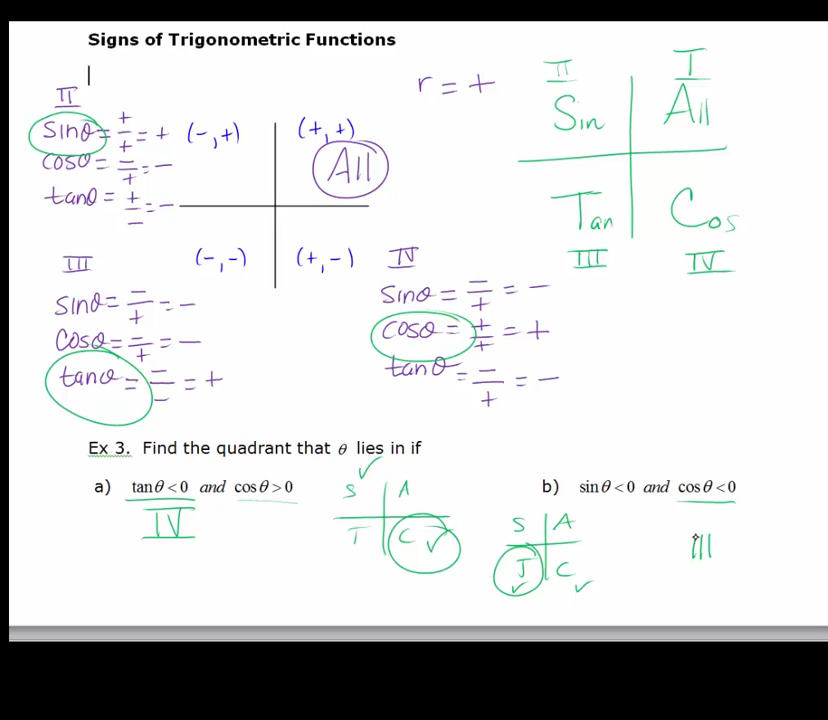 Signs of Trigonometric Functions
II
sinθ = +/+ = +
cosθ = -/+ = -
tanθ = +/- = -
(-,+)
(+,+)
All
r = +
II
Sin
I
All
Tan
III
Cos
IV
III
(-,-)
(+,-)
IV
sinθ = -/+ = -
cosθ = -/+ = -
tanθ = -/- = +
sinθ = -/+ = -
cosθ = +/+ = +
tanθ = -/+ = -
Ex 3. Find the quadrant that θ lies in if
a) tanθ < 0 and cosθ > 0
IV
S A
T C
b) sinθ < 0 and cosθ < 0
S A
T C
III